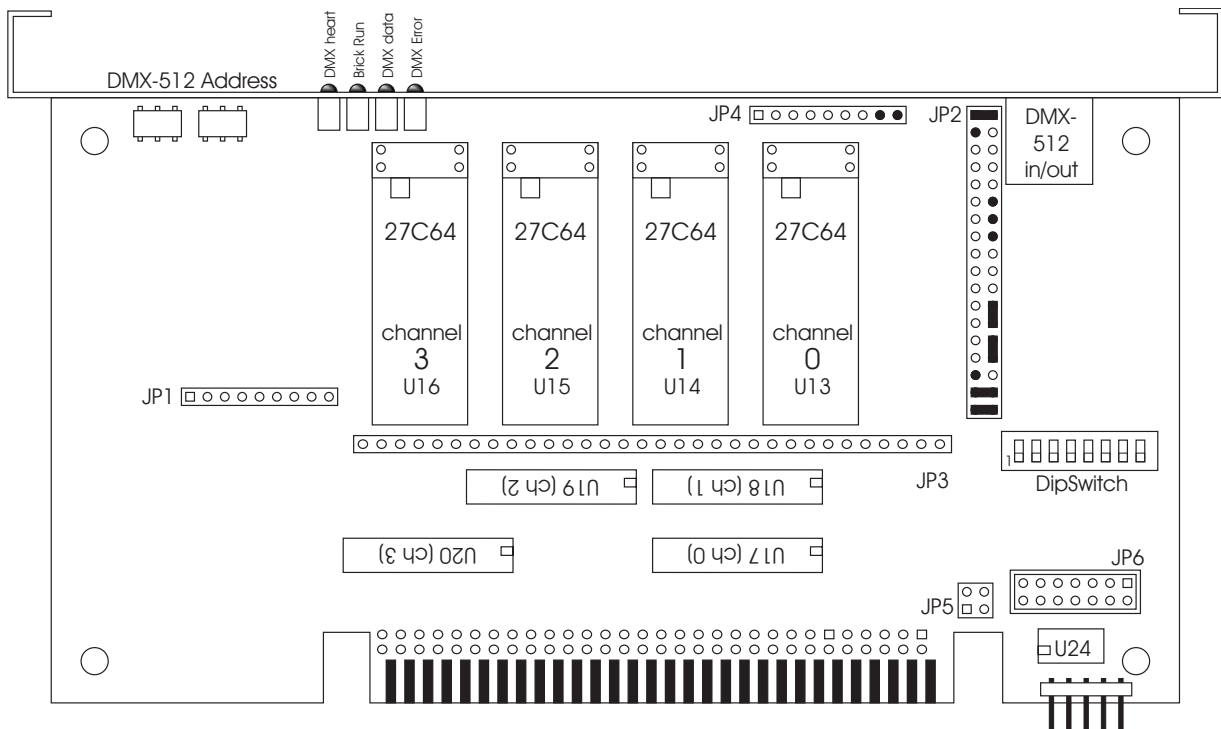 DMX heart
Brick Run
DMX data
DMX Error
DMX-512 Address
JP4
JP2
DMX-
512
in/out
27C64
27C64
27C64
27C64
channel
3
U16
channel
2
U15
channel
1
U14
channel
0
U13
JP1
JP3
1
DipSwitch
U19 (ch 2)
U18 (ch 1)
U20 (ch 3)
U17 (ch 0)
JP6
JP5
U24